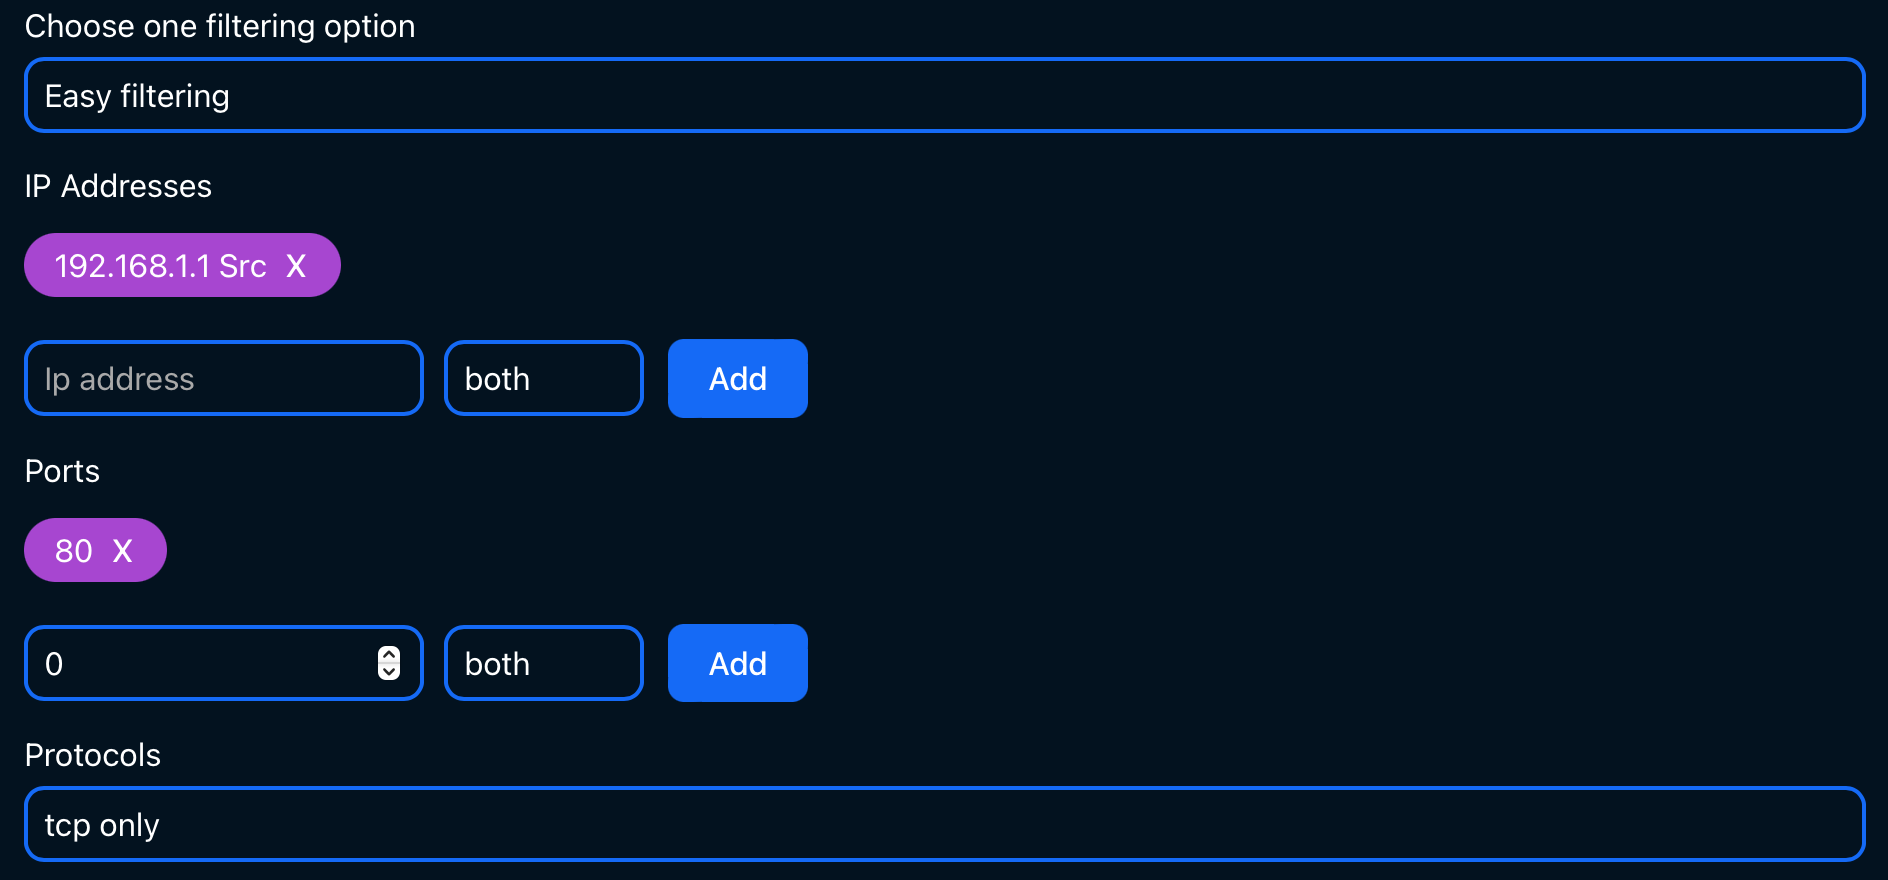 Choose one filtering option
Easy filtering
IP Addresses
192.168.1.1 Src X
Ip address
both
Add
Ports
80 X
0
both
Add
Protocols
tcp only